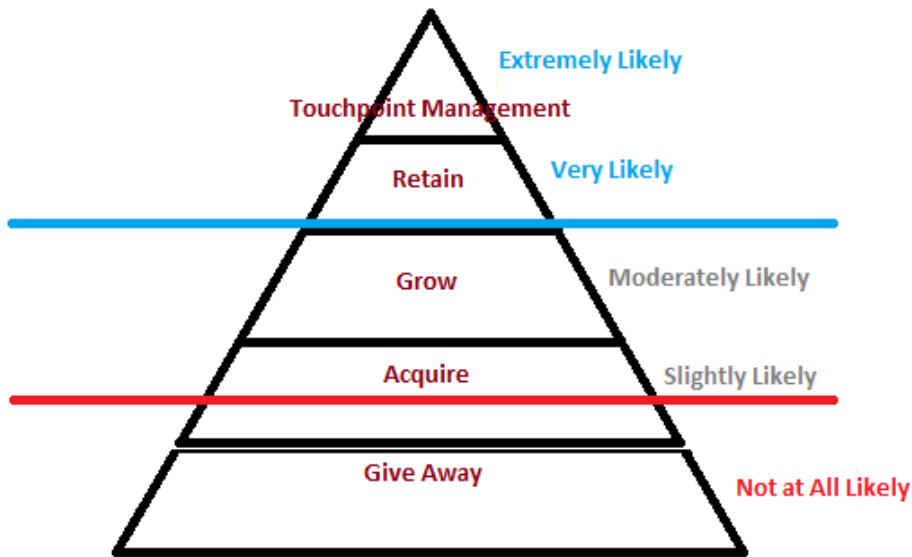 Extremely Likely
Touchpoint Management
Very Likely
Retain
Grow
Moderately Likely
Acquire
Slightly Likely
Give Away
Not at All Likely